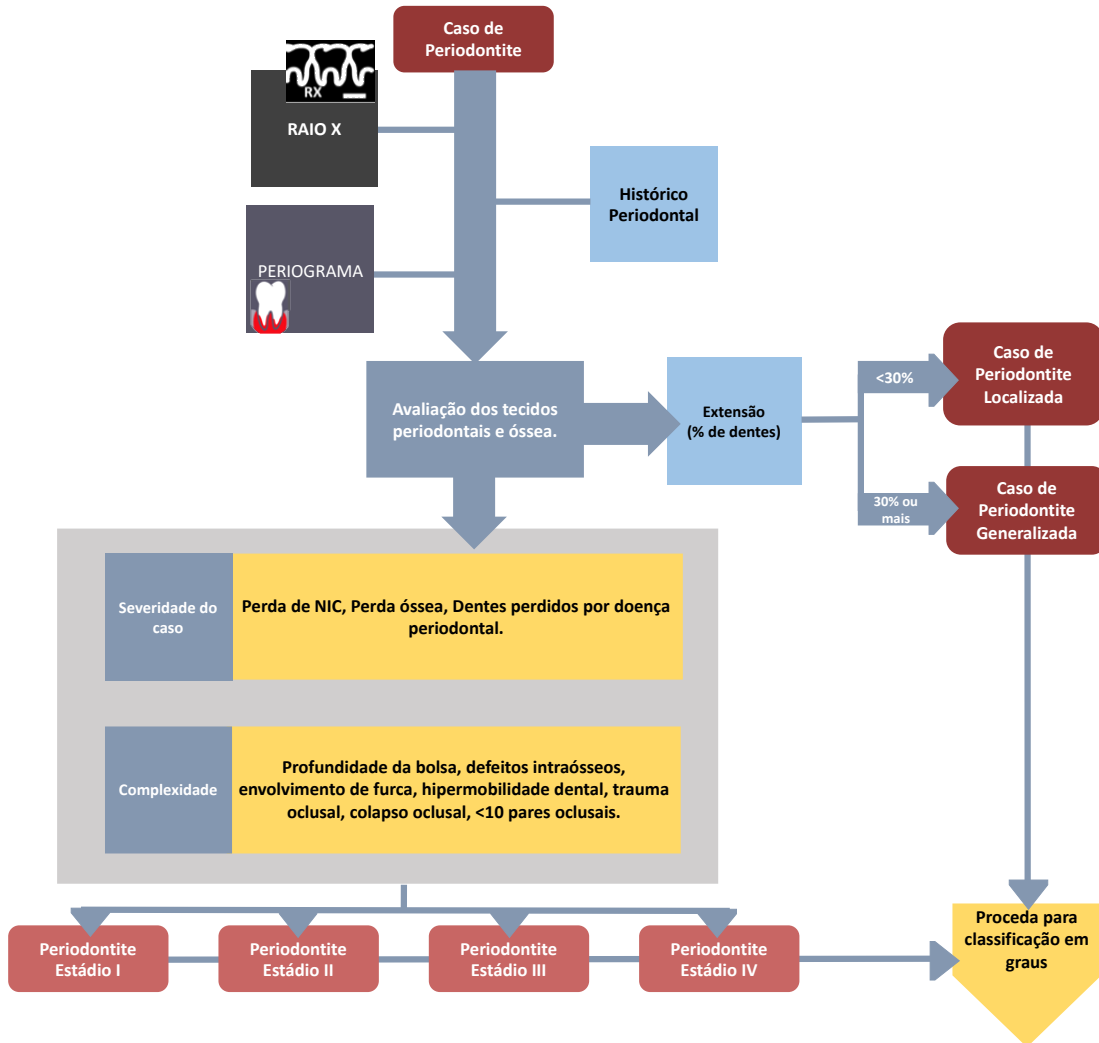 Caso de
Periodontite
RX
RAIO X
Histórico
Periodontal
PERIOGRAMA
Avaliação dos tecidos
periodontais e óssea.
Extensão
(% de dentes)
<30%
Caso de
Periodontite
Localizada
30% ou
mais
Caso de
Periodontite
Generalizada
Severidade do
caso
Perda de NIC, Perda óssea, Dentes perdidos por doença
periodontal.
Complexidade
Profundidade da bolsa, defeitos intraósseos,
envolvimento de furca, hipermobilidade dental, trauma
oclusal, colapso oclusal, <10 pares oclusais.
Periodontite
Estádio I
Periodontite
Estádio II
Periodontite
Estádio III
Periodontite
Estádio IV
Proceda para
classificação em
graus